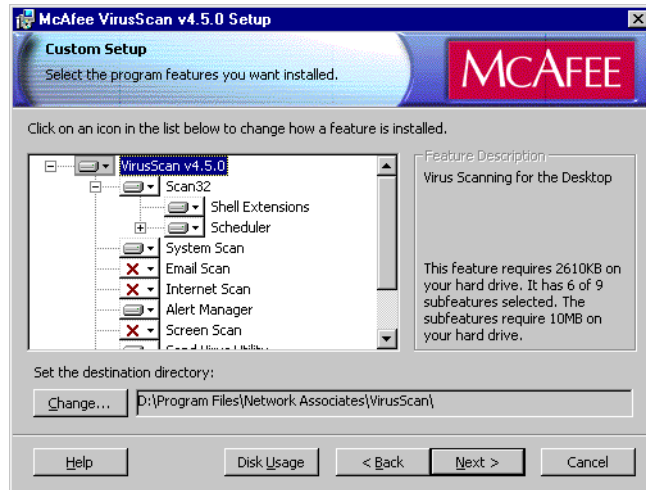 McAfee VirusScan v4.5.0 Setup
Custom Setup
Select the program features you want installed.
McAFEE
Click on an icon in the list below to change how a feature is installed.
VirusScan v4.5.0
Scan32
Shell Extensions
Scheduler
System Scan
Email Scan
Internet Scan
Alert Manager
Screen Scan
Send Virus Utility
Feature Description
Virus Scanning for the Desktop
This feature requires 2610KB on
your hard drive. It has 6 of 9
subfeatures selected. The
subfeatures require 10MB on
your hard drive.
Set the destination directory:
Change...
D:\Program Files\Network Associates\VirusScan\
Help
Disk Usage
< Back
Next >
Cancel